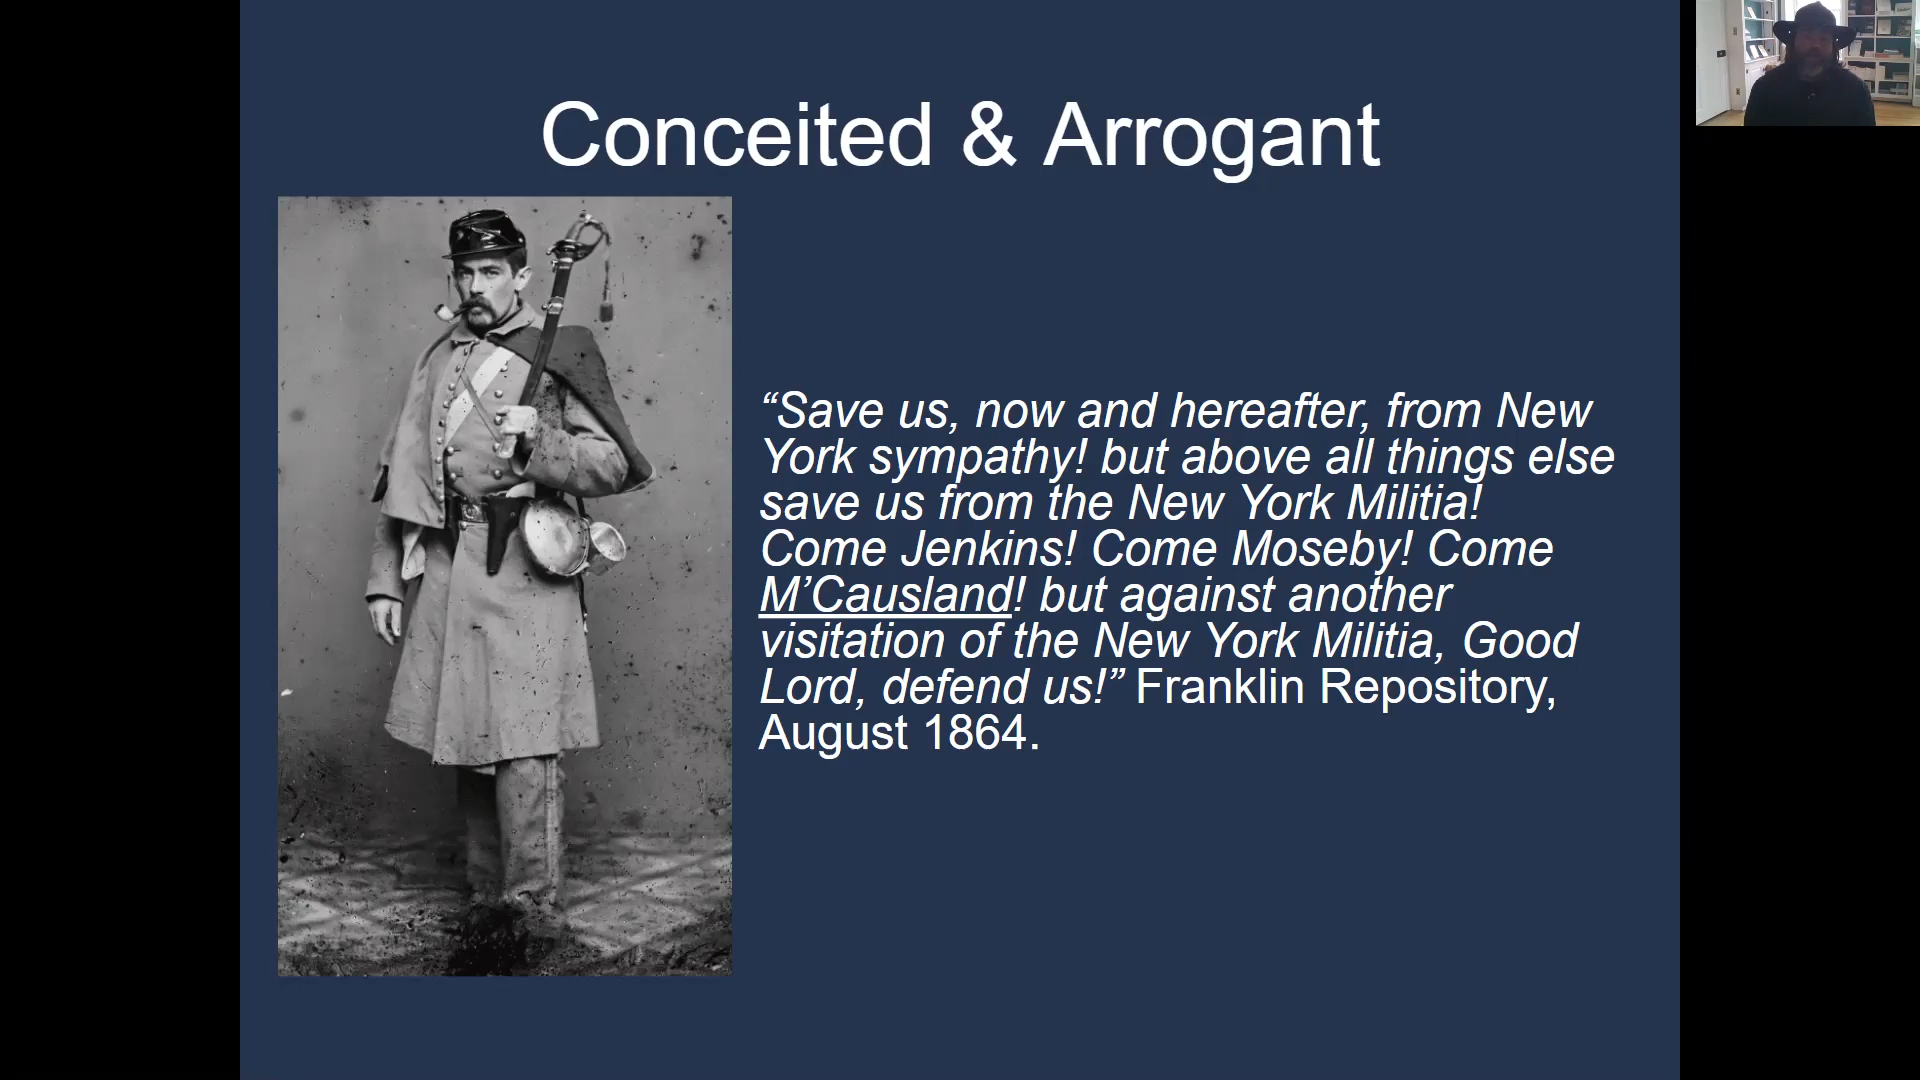 Conceited & Arrogant
“Save us, now and hereafter, from New
York sympathy! but above all things else
save us from the New York Militia!
Come Jenkins! Come Moseby! Come
M’Causland! but against another
visitation of the New York Militia, Good
Lord, defend us!” Franklin Repository,
August 1864.